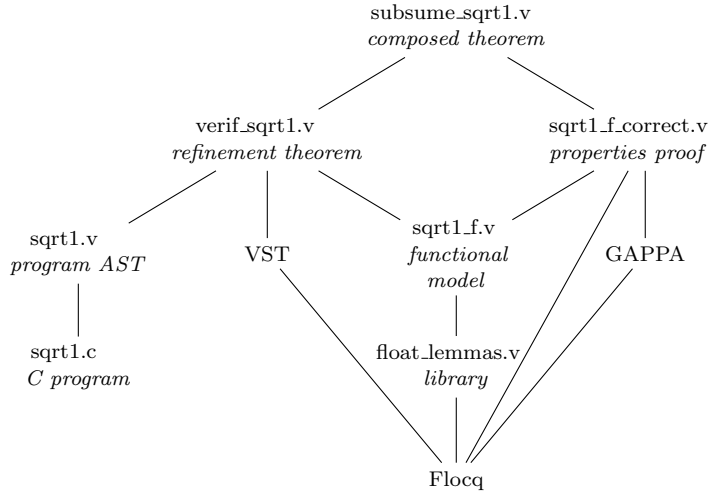 subsume_sqrt1.v
composed theorem
verif_sqrt1.v
refinement theorem
sqrt1_f_correct.v
properties proof
sqrt1.v
program AST
VST
sqrt1_f.v
functional
model
GAPPA
sqrt1.c
C program
float_lemmas.v
library
Flocq